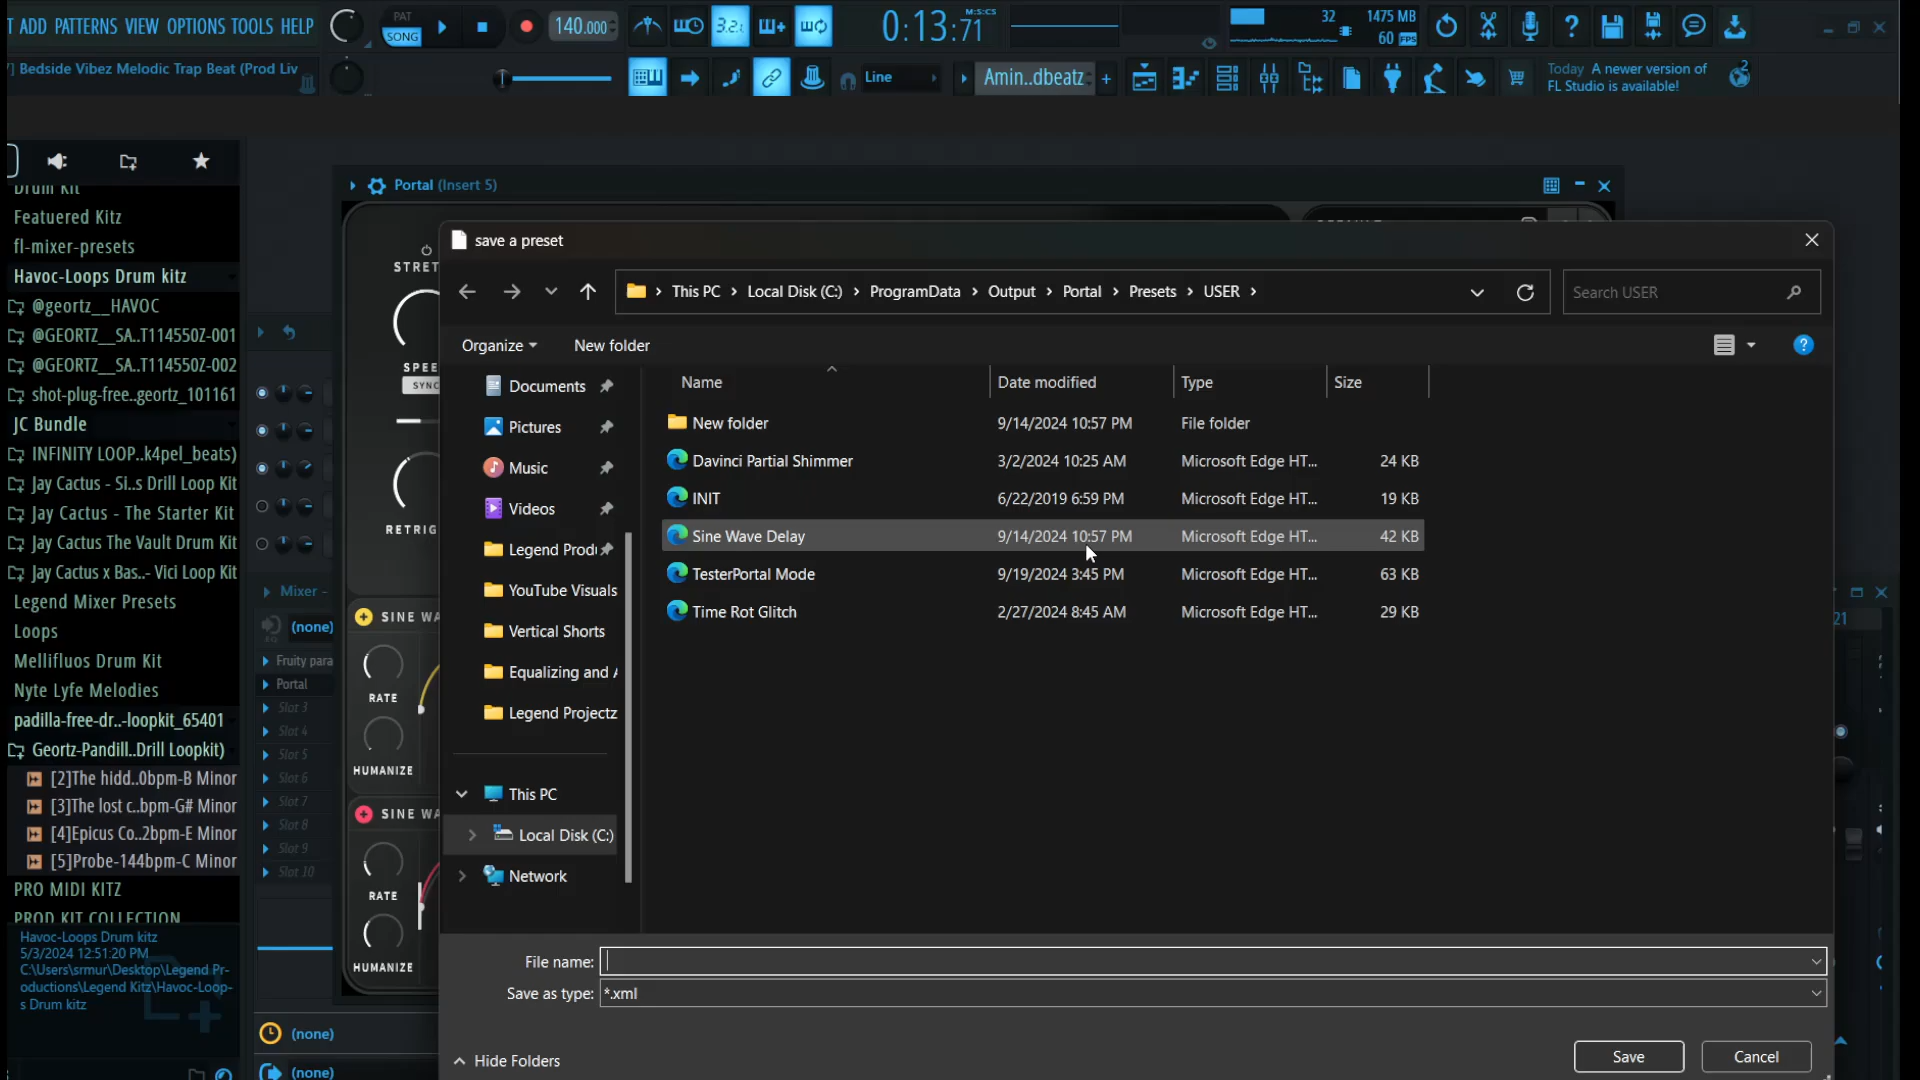 T ADD PATTERNS VIEW OPTIONS TOOLS HELP
PAT
SONG
140.000
3.2.
0:13:71
M:S:CS
32
1475 MB
60 FPS
] Bedside Vibez Melodic Trap Beat (Prod Liv
Line
Amin..dbeatz
Today A newer version of
FL Studio is available!
2
Drum Kit
Featuered Kitz
fl-mixer-presets
Havoc-Loops Drum kitz
@geortz__HAVOC
@GEORTZ__SA..T114550Z-001
@GEORTZ__SA..T114550Z-002
shot-plug-free..geortz_101161
JC Bundle
INFINITY LOOP..k4pel_beats)
Jay Cactus - Si..s Drill Loop Kit
Jay Cactus - The Starter Kit
Jay Cactus The Vault Drum Kit
Jay Cactus x Bas..- Vici Loop Kit
Legend Mixer Presets
Loops
Mellifluos Drum Kit
Nyte Lyfe Melodies
padilla-free-dr..-loopkit_65401
Geortz-Pandill..Drill Loopkit)
[2]The hidd..0bpm-B Minor
[3]The lost c..bpm-G# Minor
[4]Epicus Co..2bpm-E Minor
[5]Probe-144bpm-C Minor
PRO MIDI KITZ
PROD KIT COLLECTION
Havoc-Loops Drum kitz
5/3/2024 12:51:20 PM
C:\Users\srmur\Desktop\Legend Pr-
oductions\Legend Kitz\Havoc-Loop-
s Drum kitz
Mixer -
(none)
Fruity para
Portal
Slot 3
Slot 4
Slot 5
Slot 6
Slot 7
Slot 8
Slot 9
Slot 10
(none)
(none)
Portal (Insert 5)
STRET
SPEE
SYNC
RETRIG
SINE WA
RATE
HUMANIZE
SINE WA
RATE
HUMANIZE
21
save a preset
This PC > Local Disk (C:) > ProgramData > Output > Portal > Presets > USER >
Search USER
Organize
New folder
Documents
Pictures
Music
Videos
Legend Produ
YouTube Visuals
Vertical Shorts
Equalizing and A
Legend Projectz
This PC
Local Disk (C:)
Network
Name Date modified Type Size
New folder 9/14/2024 10:57 PM File folder
Davinci Partial Shimmer 3/2/2024 10:25 AM Microsoft Edge HT... 24 KB
INIT 6/22/2019 6:59 PM Microsoft Edge HT... 19 KB
Sine Wave Delay 9/14/2024 10:57 PM Microsoft Edge HT... 42 KB
TesterPortal Mode 9/19/2024 3:45 PM Microsoft Edge HT... 63 KB
Time Rot Glitch 2/27/2024 8:45 AM Microsoft Edge HT... 29 KB
File name:
Save as type: *.xml
Hide Folders
Save
Cancel